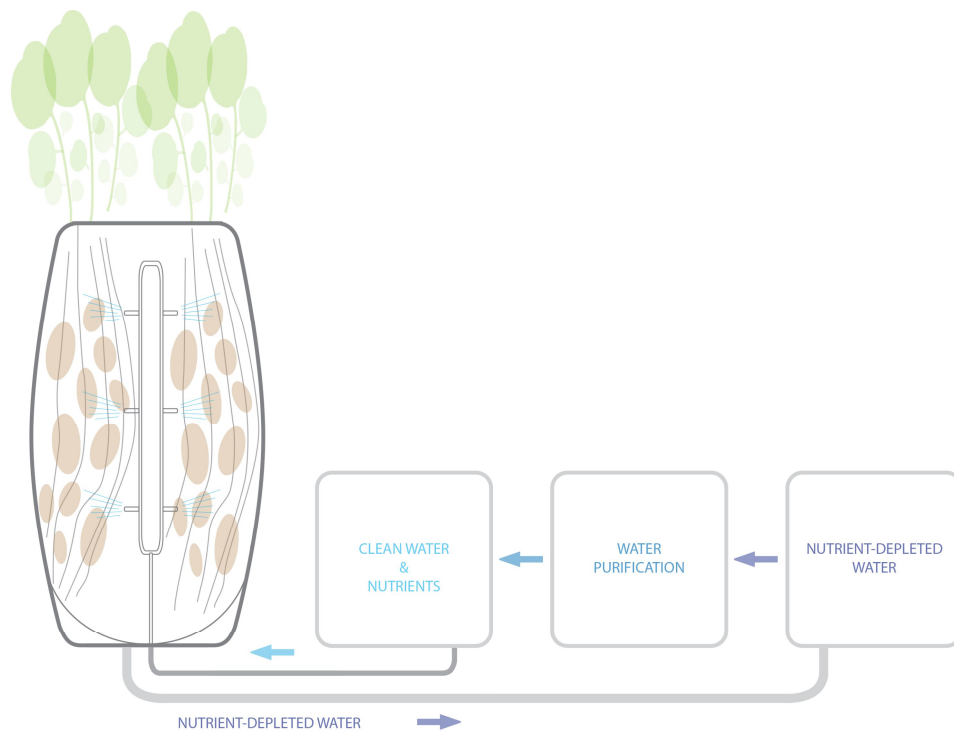 CLEAN WATER
&
NUTRIENTS
WATER
PURIFICATION
NUTRIENT-DEPLETED
WATER
NUTRIENT-DEPLETED WATER